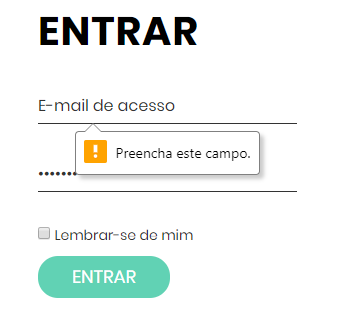 ENTRAR
E-mail de acesso
Preencha este campo.
Lembrar-se de mim
ENTRAR